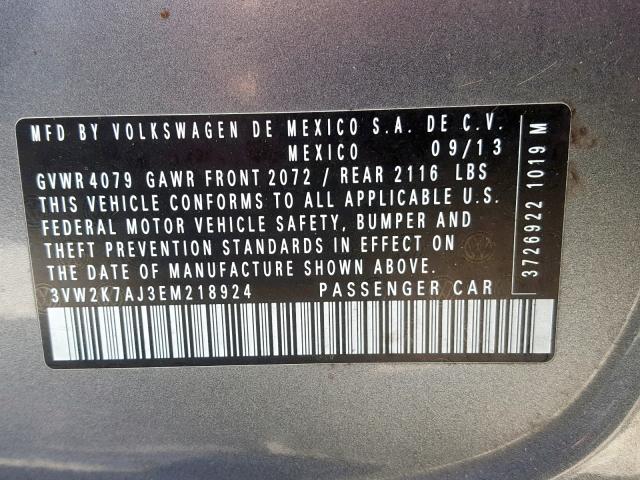 MFD BY VOLKSWAGEN DE MEXICO S.A. DE C.V.
MEXICO 09/13
GVWR 4079 GAWR FRONT 2072 / REAR 2116 LBS
THIS VEHICLE CONFORMS TO ALL APPLICABLE U.S.
FEDERAL MOTOR VEHICLE SAFETY, BUMPER AND
THEFT PREVENTION STANDARDS IN EFFECT ON
THE DATE OF MANUFACTURE SHOWN ABOVE.
3VW2K7AJ3EM218924 PASSENGER CAR
3726922 1019 M